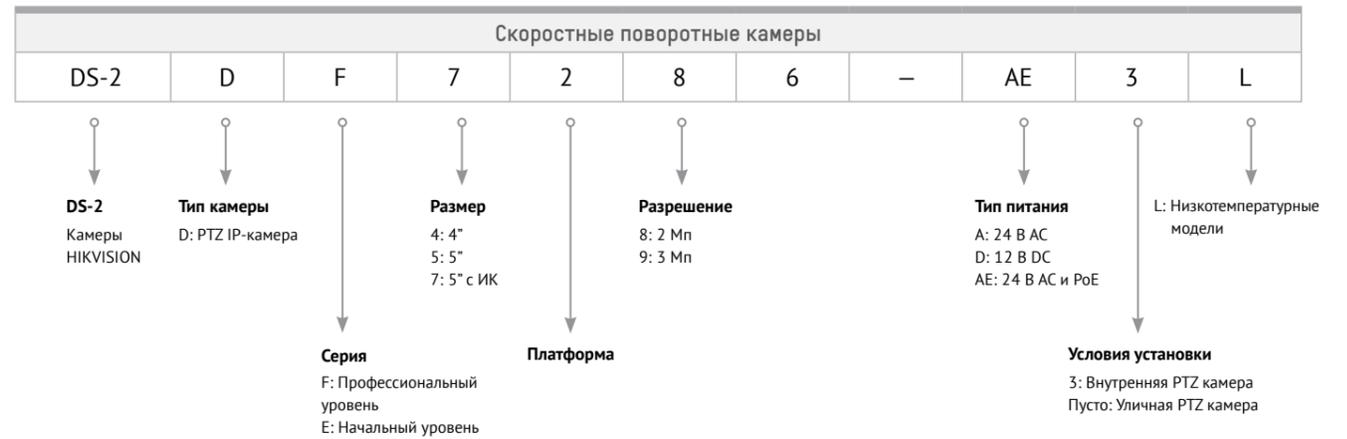 Скоростные поворотные камеры
DS-2 D F 7 2 8 6 – AE 3 L
DS-2
Камеры
HIKVISION
Тип камеры
D: PTZ IP-камера
Размер
4: 4”
5: 5”
7: 5” с ИК
Разрешение
8: 2 Мп
9: 3 Мп
Тип питания
A: 24 В AC
D: 12 В DC
AE: 24 В AC и PoE
L: Низкотемпературные
модели
Серия
F: Профессиональный
уровень
E: Начальный уровень
Платформа
Условия установки
3: Внутренняя PTZ камера
Пусто: Уличная PTZ камера